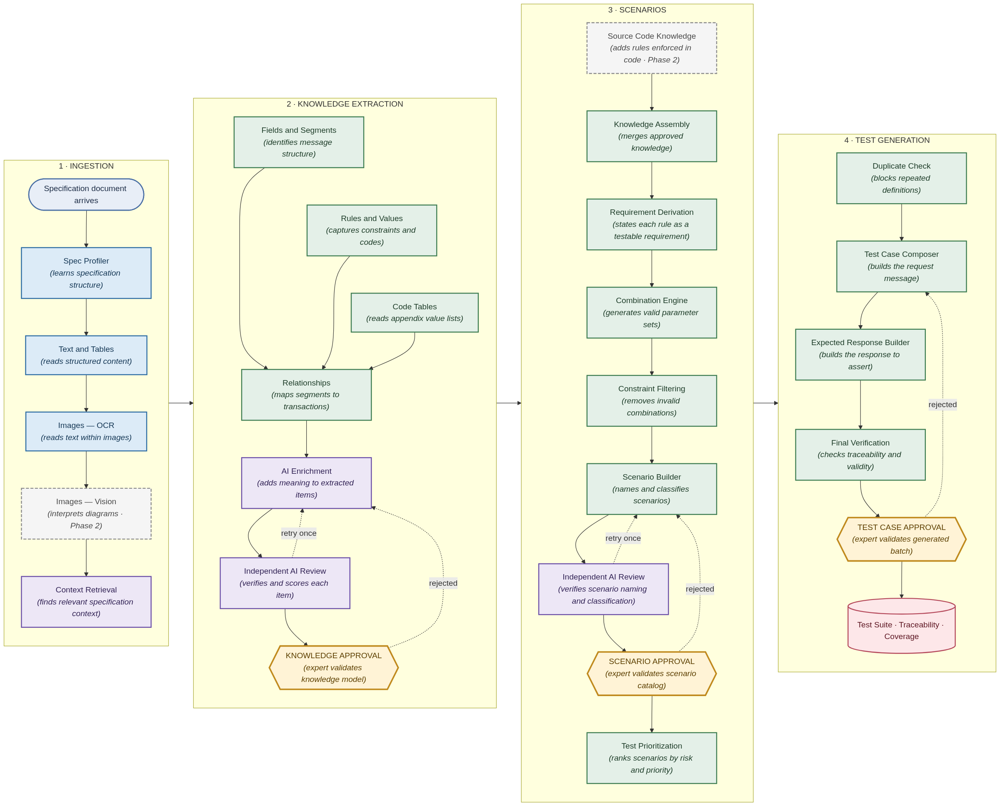 1 · INGESTION
Specification document
arrives
Spec Profiler
(learns specification
structure)
Text and Tables
(reads structured content)
Images — OCR
(reads text within images)
Images — Vision
(interprets diagrams ·
Phase 2)
Context Retrieval
(finds relevant specification
context)
2 · KNOWLEDGE EXTRACTION
Fields and Segments
(identifies message
structure)
Rules and Values
(captures constraints and
codes)
Code Tables
(reads appendix value lists)
Relationships
(maps segments to
transactions)
AI Enrichment
(adds meaning to extracted
items)
retry once
Independent AI Review
(verifies and scores each
item)
rejected
KNOWLEDGE APPROVAL
(expert validates
knowledge model)
3 · SCENARIOS
Source Code Knowledge
(adds rules enforced in
code · Phase 2)
Knowledge Assembly
(merges approved
knowledge)
Requirement Derivation
(states each rule as a
testable requirement)
Combination Engine
(generates valid parameter
sets)
Constraint Filtering
(removes invalid
combinations)
Scenario Builder
(names and classifies
scenarios)
retry once
Independent AI Review
(verifies scenario naming
and classification)
rejected
SCENARIO APPROVAL
(expert validates scenario
catalog)
Test Prioritization
(ranks scenarios by risk
and priority)
4 · TEST GENERATION
Duplicate Check
(blocks repeated
definitions)
Test Case Composer
(builds the request
message)
Expected Response Builder
(builds the response to
assert)
rejected
Final Verification
(checks traceability and
validity)
TEST CASE APPROVAL
(expert validates generated
batch)
Test Suite · Traceability ·
Coverage